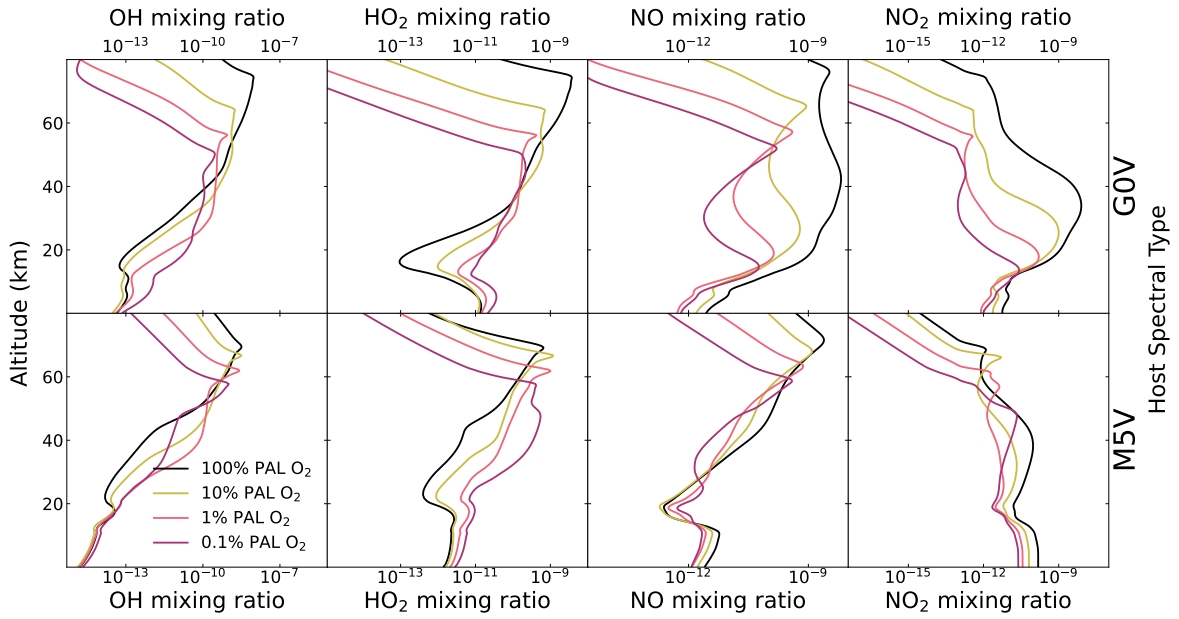 OH mixing ratio HO₂ mixing ratio NO mixing ratio NO₂ mixing ratio
10⁻¹³ 10⁻¹⁰ 10⁻⁷ 10⁻¹³ 10⁻¹¹ 10⁻⁹ 10⁻¹² 10⁻⁹ 10⁻¹⁵ 10⁻¹² 10⁻⁹
60
40
20
G0V
Altitude (km)
Host Spectral Type
60
40
20
M5V
100% PAL O₂
10% PAL O₂
1% PAL O₂
0.1% PAL O₂
10⁻¹³ 10⁻¹⁰ 10⁻⁷ 10⁻¹³ 10⁻¹¹ 10⁻⁹ 10⁻¹² 10⁻⁹ 10⁻¹⁵ 10⁻¹² 10⁻⁹
OH mixing ratio HO₂ mixing ratio NO mixing ratio NO₂ mixing ratio